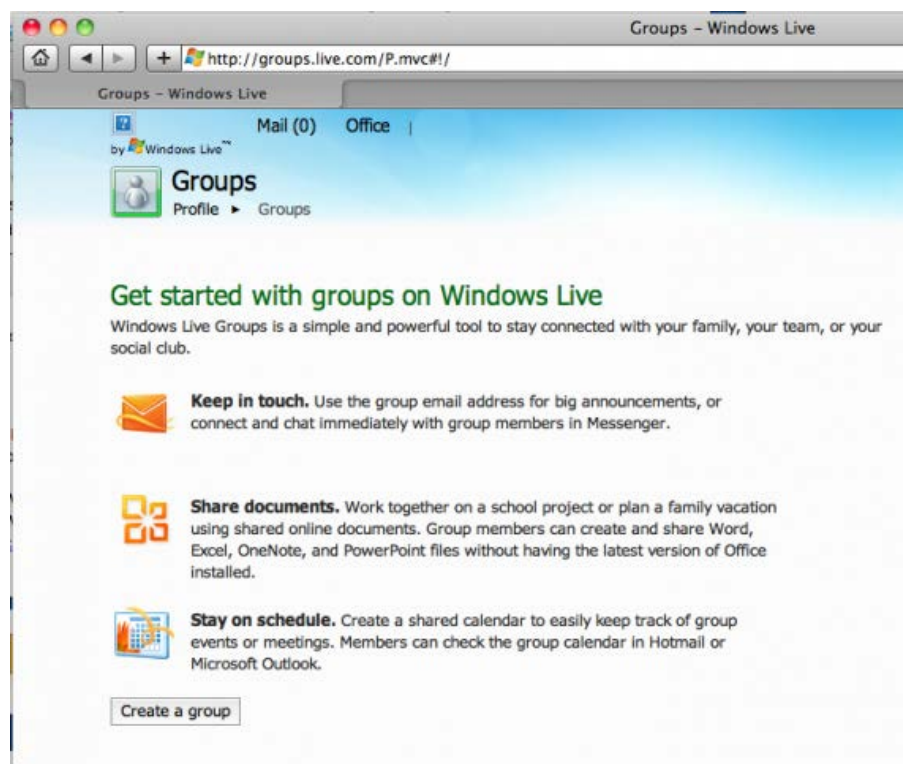 Groups – Windows Live
http://groups.live.com/P.mvc#!/
Groups – Windows Live
Mail (0) Office |
by Windows Live™
Groups
Profile ► Groups
Get started with groups on Windows Live
Windows Live Groups is a simple and powerful tool to stay connected with your family, your team, or your
social club.
Keep in touch. Use the group email address for big announcements, or
connect and chat immediately with group members in Messenger.
Share documents. Work together on a school project or plan a family vacation
using shared online documents. Group members can create and share Word,
Excel, OneNote, and PowerPoint files without having the latest version of Office
installed.
Stay on schedule. Create a shared calendar to easily keep track of group
events or meetings. Members can check the group calendar in Hotmail or
Microsoft Outlook.
Create a group